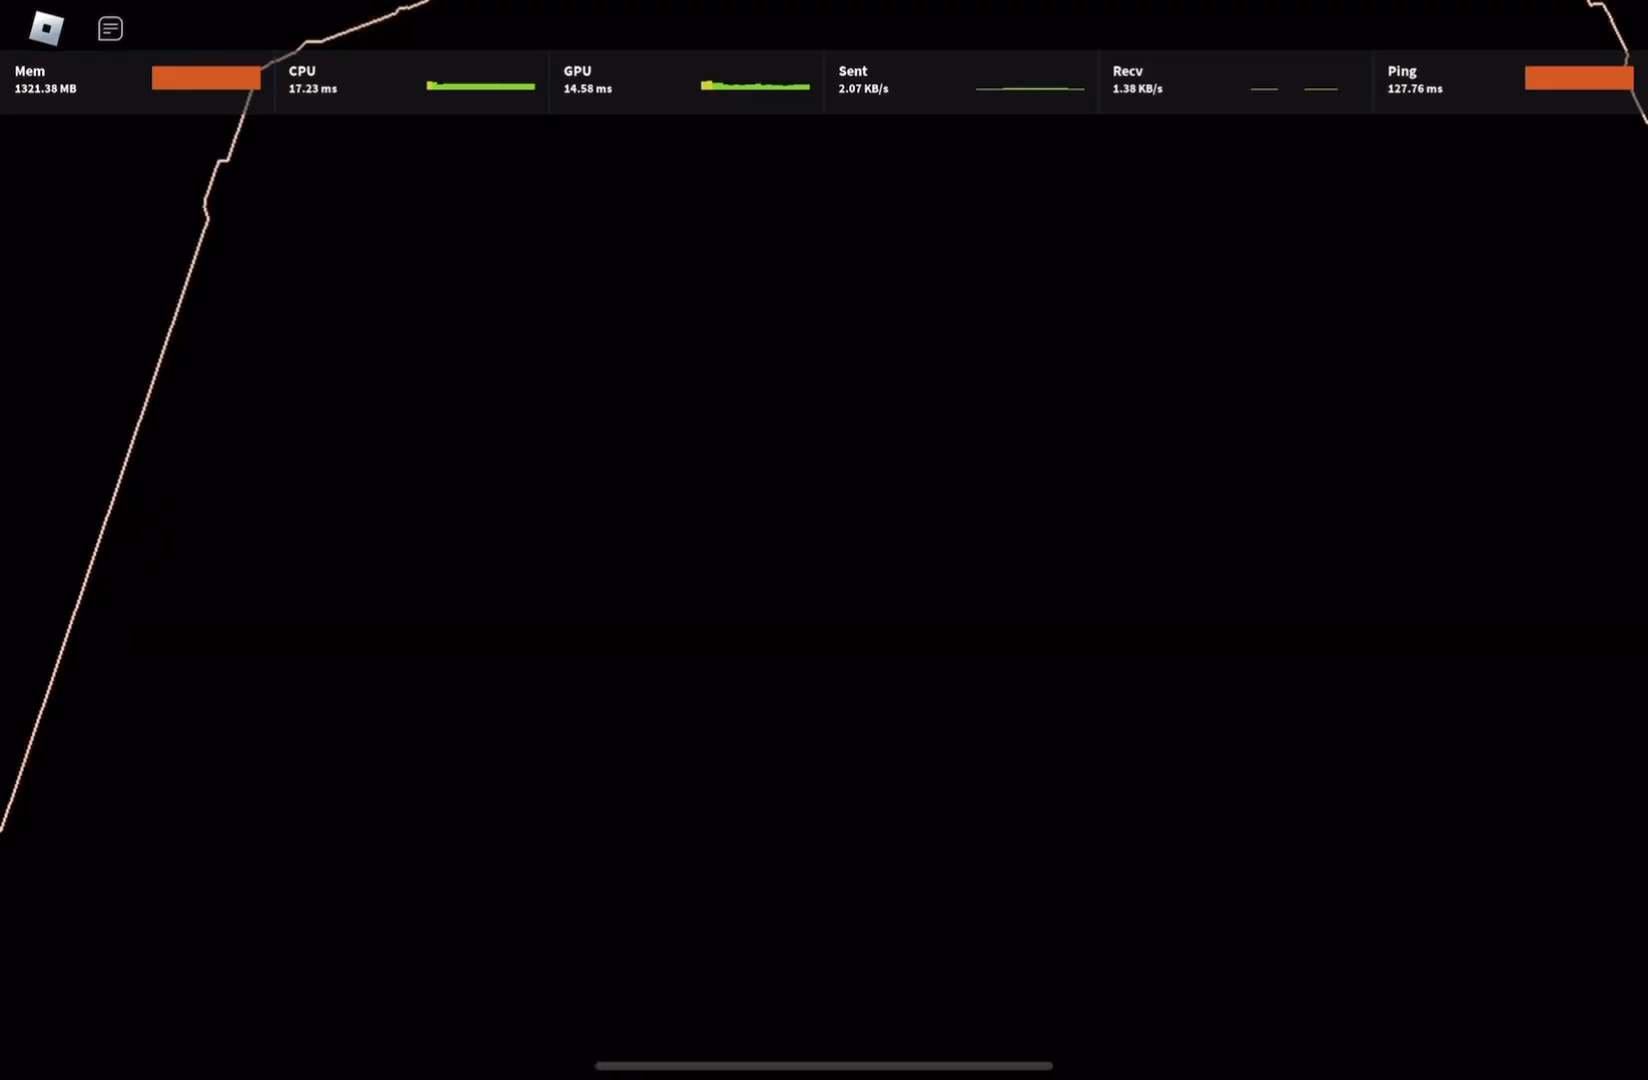 Mem
1321.38 MB
CPU
17.23 ms
GPU
14.58 ms
Sent
2.07 KB/s
Recv
1.38 KB/s
Ping
127.76 ms